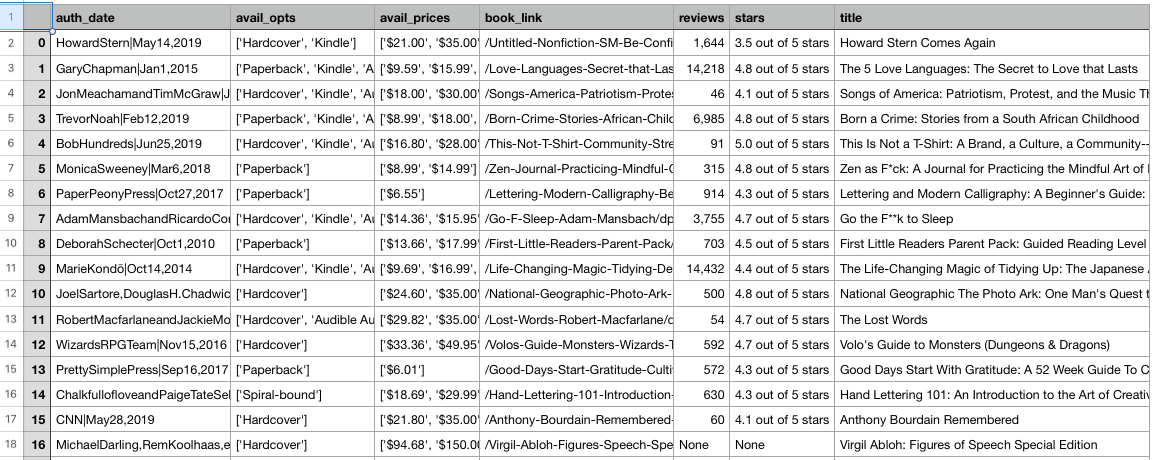 1 auth_date avail_opts avail_prices book_link reviews stars title
2 0 HowardStern|May14,2019 ['Hardcover', 'Kindle'] ['$21.00', '$35.00' /Untitled-Nonfiction-SM-Be-Confi 1,644 3.5 out of 5 stars Howard Stern Comes Again
3 1 GaryChapman|Jan1,2015 ['Paperback', 'Kindle', 'A ['$9.59', '$15.99', /Love-Languages-Secret-that-Las 14,218 4.8 out of 5 stars The 5 Love Languages: The Secret to Love that Lasts
4 2 JonMeachamandTimMcGraw|J ['Hardcover', 'Kindle', 'Au ['$18.00', '$30.00' /Songs-America-Patriotism-Protes 46 4.1 out of 5 stars Songs of America: Patriotism, Protest, and the Music Th
5 3 TrevorNoah|Feb12,2019 ['Hardcover', 'Kindle', 'Au ['$8.99', '$18.00', /Born-Crime-Stories-African-Chilc 6,985 4.8 out of 5 stars Born a Crime: Stories from a South African Childhood
6 4 BobHundreds|Jun25,2019 ['Hardcover', 'Kindle', 'Au ['$16.80', '$28.00' /This-Not-T-Shirt-Community-Stre 91 5.0 out of 5 stars This Is Not a T-Shirt: A Brand, a Culture, a Community--
7 5 MonicaSweeney|Mar6,2018 ['Paperback'] ['$8.99', '$14.99'] /Zen-Journal-Practicing-Mindful-( 315 4.8 out of 5 stars Zen as F*ck: A Journal for Practicing the Mindful Art of
8 6 PaperPeonyPress|Oct27,2017 ['Paperback'] ['$6.55'] /Lettering-Modern-Calligraphy-Be 914 4.3 out of 5 stars Lettering and Modern Calligraphy: A Beginner's Guide:
9 7 AdamMansbachandRicardoCo ['Hardcover', 'Kindle', 'Au ['$14.36', '$15.95' /Go-F-Sleep-Adam-Mansbach/dp 3,755 4.7 out of 5 stars Go the F**k to Sleep
10 8 DeborahSchecter|Oct1,2010 ['Paperback'] ['$13.66', '$17.99' /First-Little-Readers-Parent-Pack/ 703 4.5 out of 5 stars First Little Readers Parent Pack: Guided Reading Level
11 9 MarieKondō|Oct14,2014 ['Hardcover', 'Kindle', 'Au ['$9.69', '$16.99', /Life-Changing-Magic-Tidying-De 14,432 4.4 out of 5 stars The Life-Changing Magic of Tidying Up: The Japanese
12 10 JoelSartore,DouglasH.Chadwic ['Hardcover'] ['$24.60', '$35.00' /National-Geographic-Photo-Ark- 500 4.8 out of 5 stars National Geographic The Photo Ark: One Man's Quest t
13 11 RobertMacfarlaneandJackieMo ['Hardcover', 'Audible Au ['$29.82', '$35.00' /Lost-Words-Robert-Macfarlane/c 54 4.7 out of 5 stars The Lost Words
14 12 WizardsRPGTeam|Nov15,2016 ['Hardcover'] ['$33.36', '$49.95' /Volos-Guide-Monsters-Wizards-T 592 4.7 out of 5 stars Volo's Guide to Monsters (Dungeons & Dragons)
15 13 PrettySimplePress|Sep16,2017 ['Paperback'] ['$6.01'] /Good-Days-Start-Gratitude-Culti 572 4.3 out of 5 stars Good Days Start With Gratitude: A 52 Week Guide To C
16 14 ChalkfullofloveandPaigeTateSel ['Spiral-bound'] ['$18.69', '$29.99' /Hand-Lettering-101-Introduction- 630 4.3 out of 5 stars Hand Lettering 101: An Introduction to the Art of Creativ
17 15 CNN|May28,2019 ['Hardcover'] ['$21.80', '$35.00' /Anthony-Bourdain-Remembered- 60 4.1 out of 5 stars Anthony Bourdain Remembered
18 16 MichaelDarling,RemKoolhaas,e ['Hardcover'] ['$94.68', '$150.0 /Virgil-Abloh-Figures-Speech-Spe None None Virgil Abloh: Figures of Speech Special Edition